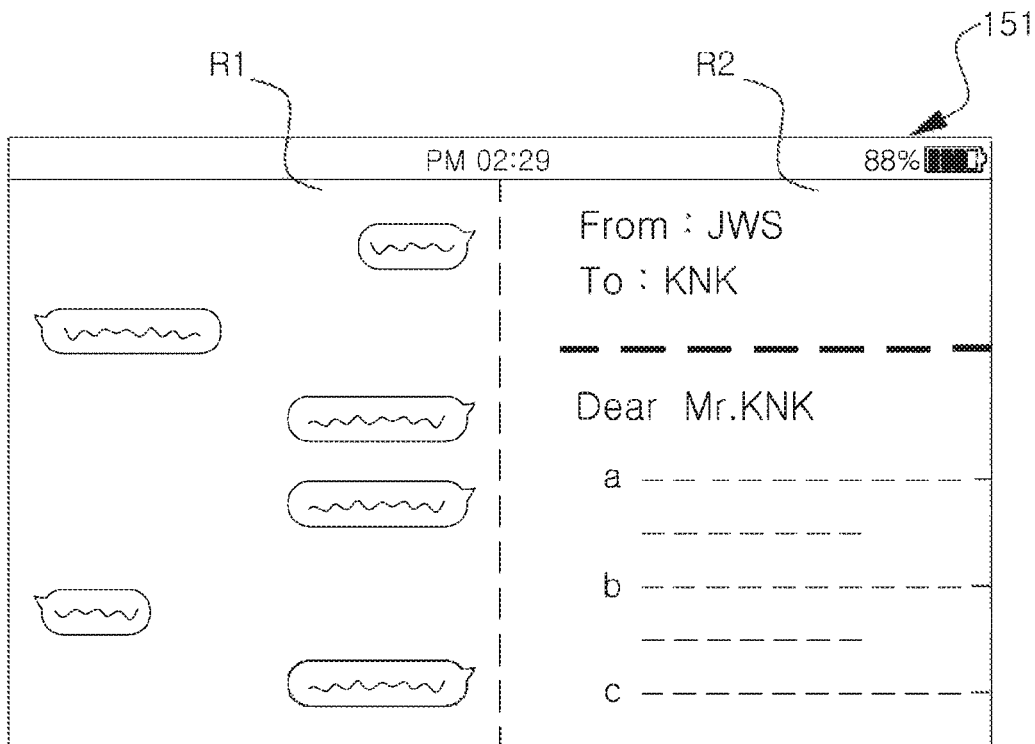 151
R1
R2
PM 02:29
88%
From : JWS
To : KNK
Dear Mr.KNK
a
b
c